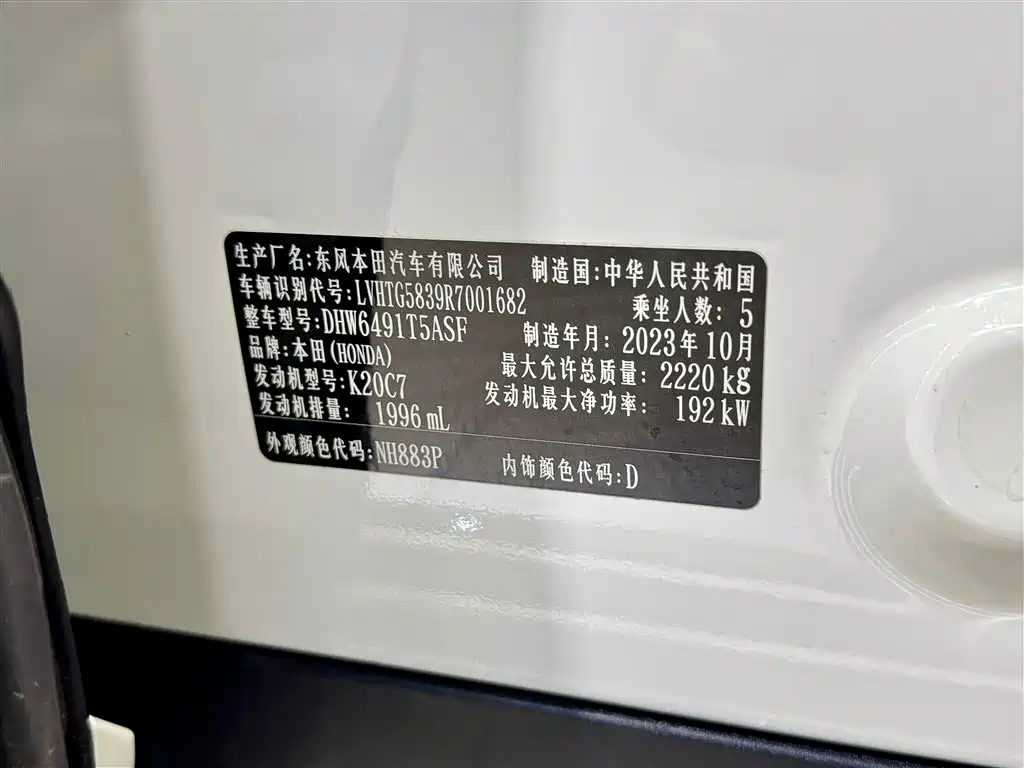 生产厂名:东风本田汽车有限公司 制造国:中华人民共和国
车辆识别代号:LVHTG5839R7001682 乘坐人数: 5
整车型号:DHW6491T5ASF 制造年月: 2023年10月
品牌:本田(HONDA) 最大允许总质量: 2220 kg
发动机型号:K20C7 发动机最大净功率: 192 kW
发动机排量: 1996 mL
外观颜色代码:NH883P 内饰颜色代码:D